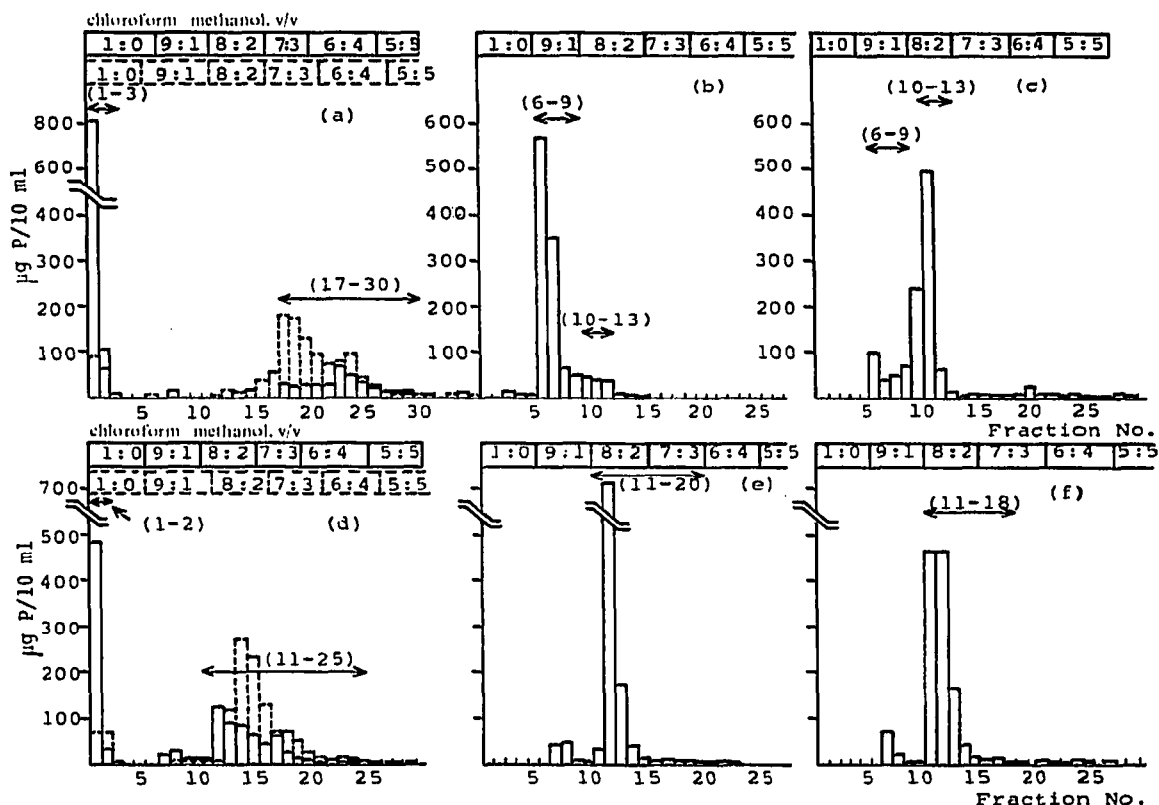 chloroform methanol, v/v
1:0 9:1 8:2 7:3 6:4 5:5
1:0 9:1 8:2 7:3 6:4 5:5
(1-3)
(a)
(17-30)
800
600
400
300
200
100
µg P/10 ml
5 10 15 20 25 30
1:0 9:1 8:2 7:3 6:4 5:5
(b)
(6-9)
(10-13)
600
500
400
300
200
100
5 10 15 20 25
1:0 9:1 8:2 7:3 6:4 5:5
(10-13)
(c)
(6-9)
600
500
400
300
200
100
5 10 15 20 25
Fraction No.
chloroform methanol, v/v
1:0 9:1 8:2 7:3 6:4 5:5
1:0 9:1 8:2 7:3 6:4 5:5
(1-2)
(d)
(11-25)
700
500
400
300
200
100
µg P/10 ml
5 10 15 20 25
1:0 9:1 8:2 7:3 6:4 5:5
(11-20)
(e)
5 10 15 20 25
1:0 9:1 8:2 7:3 6:4 5:5
(f)
(11-18)
5 10 15 20 25
Fraction No.